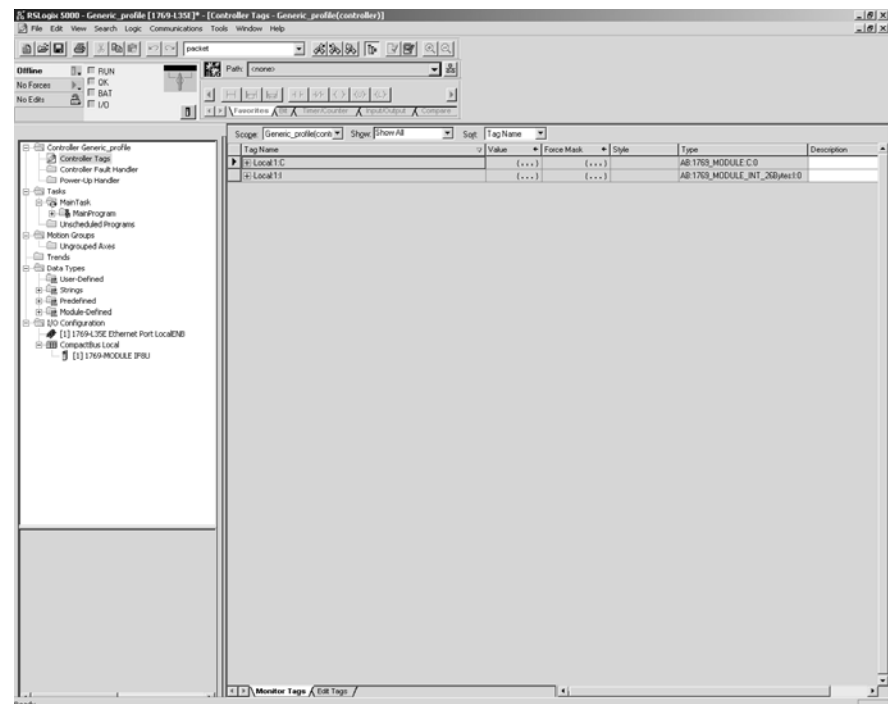 RSLogix 5000 - Generic_profile [1769-L35E]* - [Controller Tags - Generic_profile(controller)]
File Edit View Search Logic Communications Tools Window Help
packet
Offline
RUN
Path: <none>
No Forces
OK
No Edits
BAT
I/O
Favorites Bit Timer/Counter Input/Output Compare
Scope: Generic_profile(cont Show: Show All Sort: Tag Name
Tag Name Value Force Mask Style Type Description
Local:1:C {...} {...} AB:1769_MODULE:C:0
Local:1:I {...} {...} AB:1769_MODULE_INT_26Bytes:I:0
Controller Generic_profile
Controller Tags
Controller Fault Handler
Power-Up Handler
Tasks
MainTask
MainProgram
Unscheduled Programs
Motion Groups
Ungrouped Axes
Trends
Data Types
User-Defined
Strings
Predefined
Module-Defined
I/O Configuration
[1] 1769-L35E Ethernet Port LocalENB
CompactBus Local
[1] 1769-MODULE IF8U
Monitor Tags Edit Tags
Ready